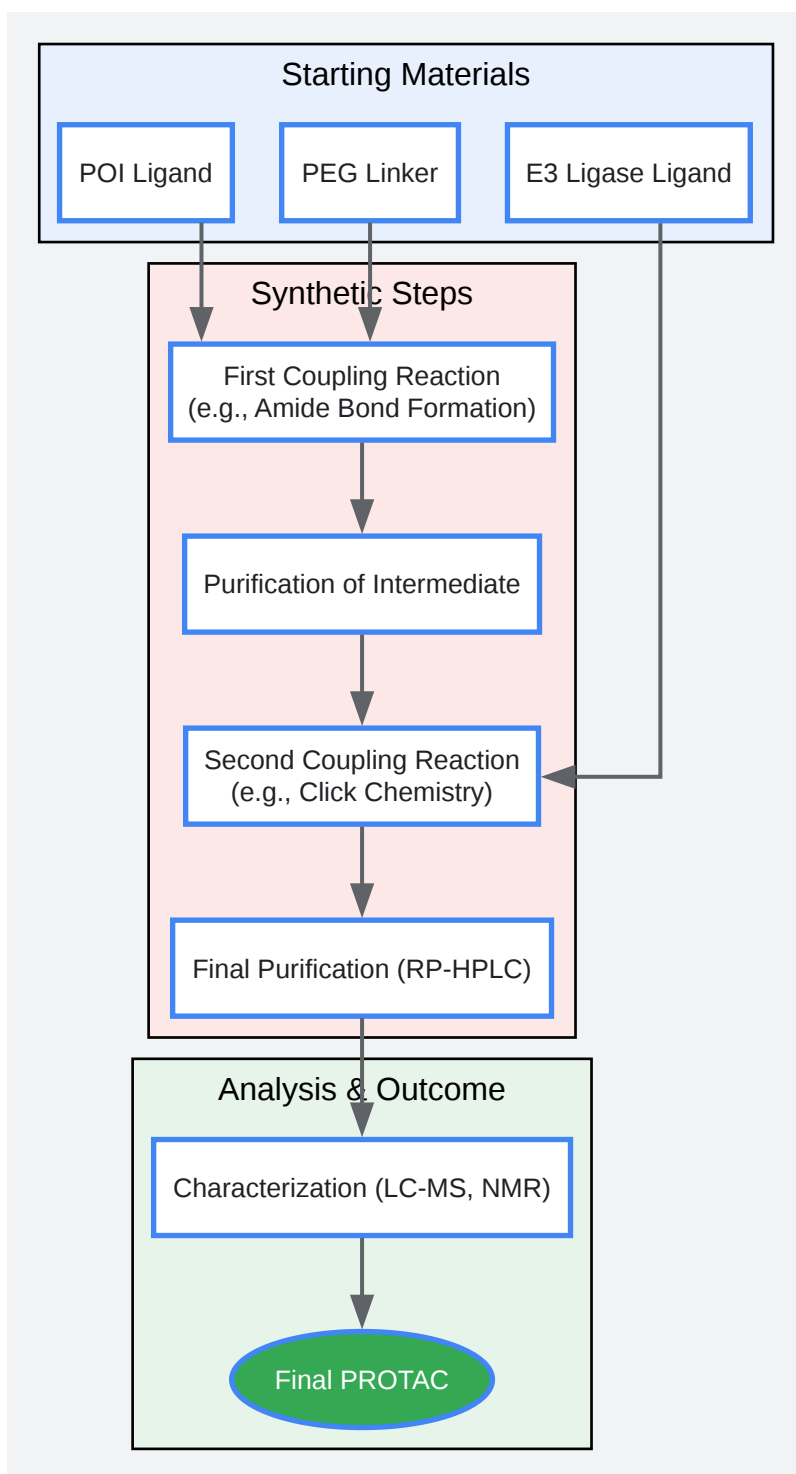 Starting Materials
POI Ligand
PEG Linker
E3 Ligase Ligand
Synthetic Steps
First Coupling Reaction
(e.g., Amide Bond Formation)
Purification of Intermediate
Second Coupling Reaction
(e.g., Click Chemistry)
Final Purification (RP-HPLC)
Analysis & Outcome
Characterization (LC-MS, NMR)
Final PROTAC